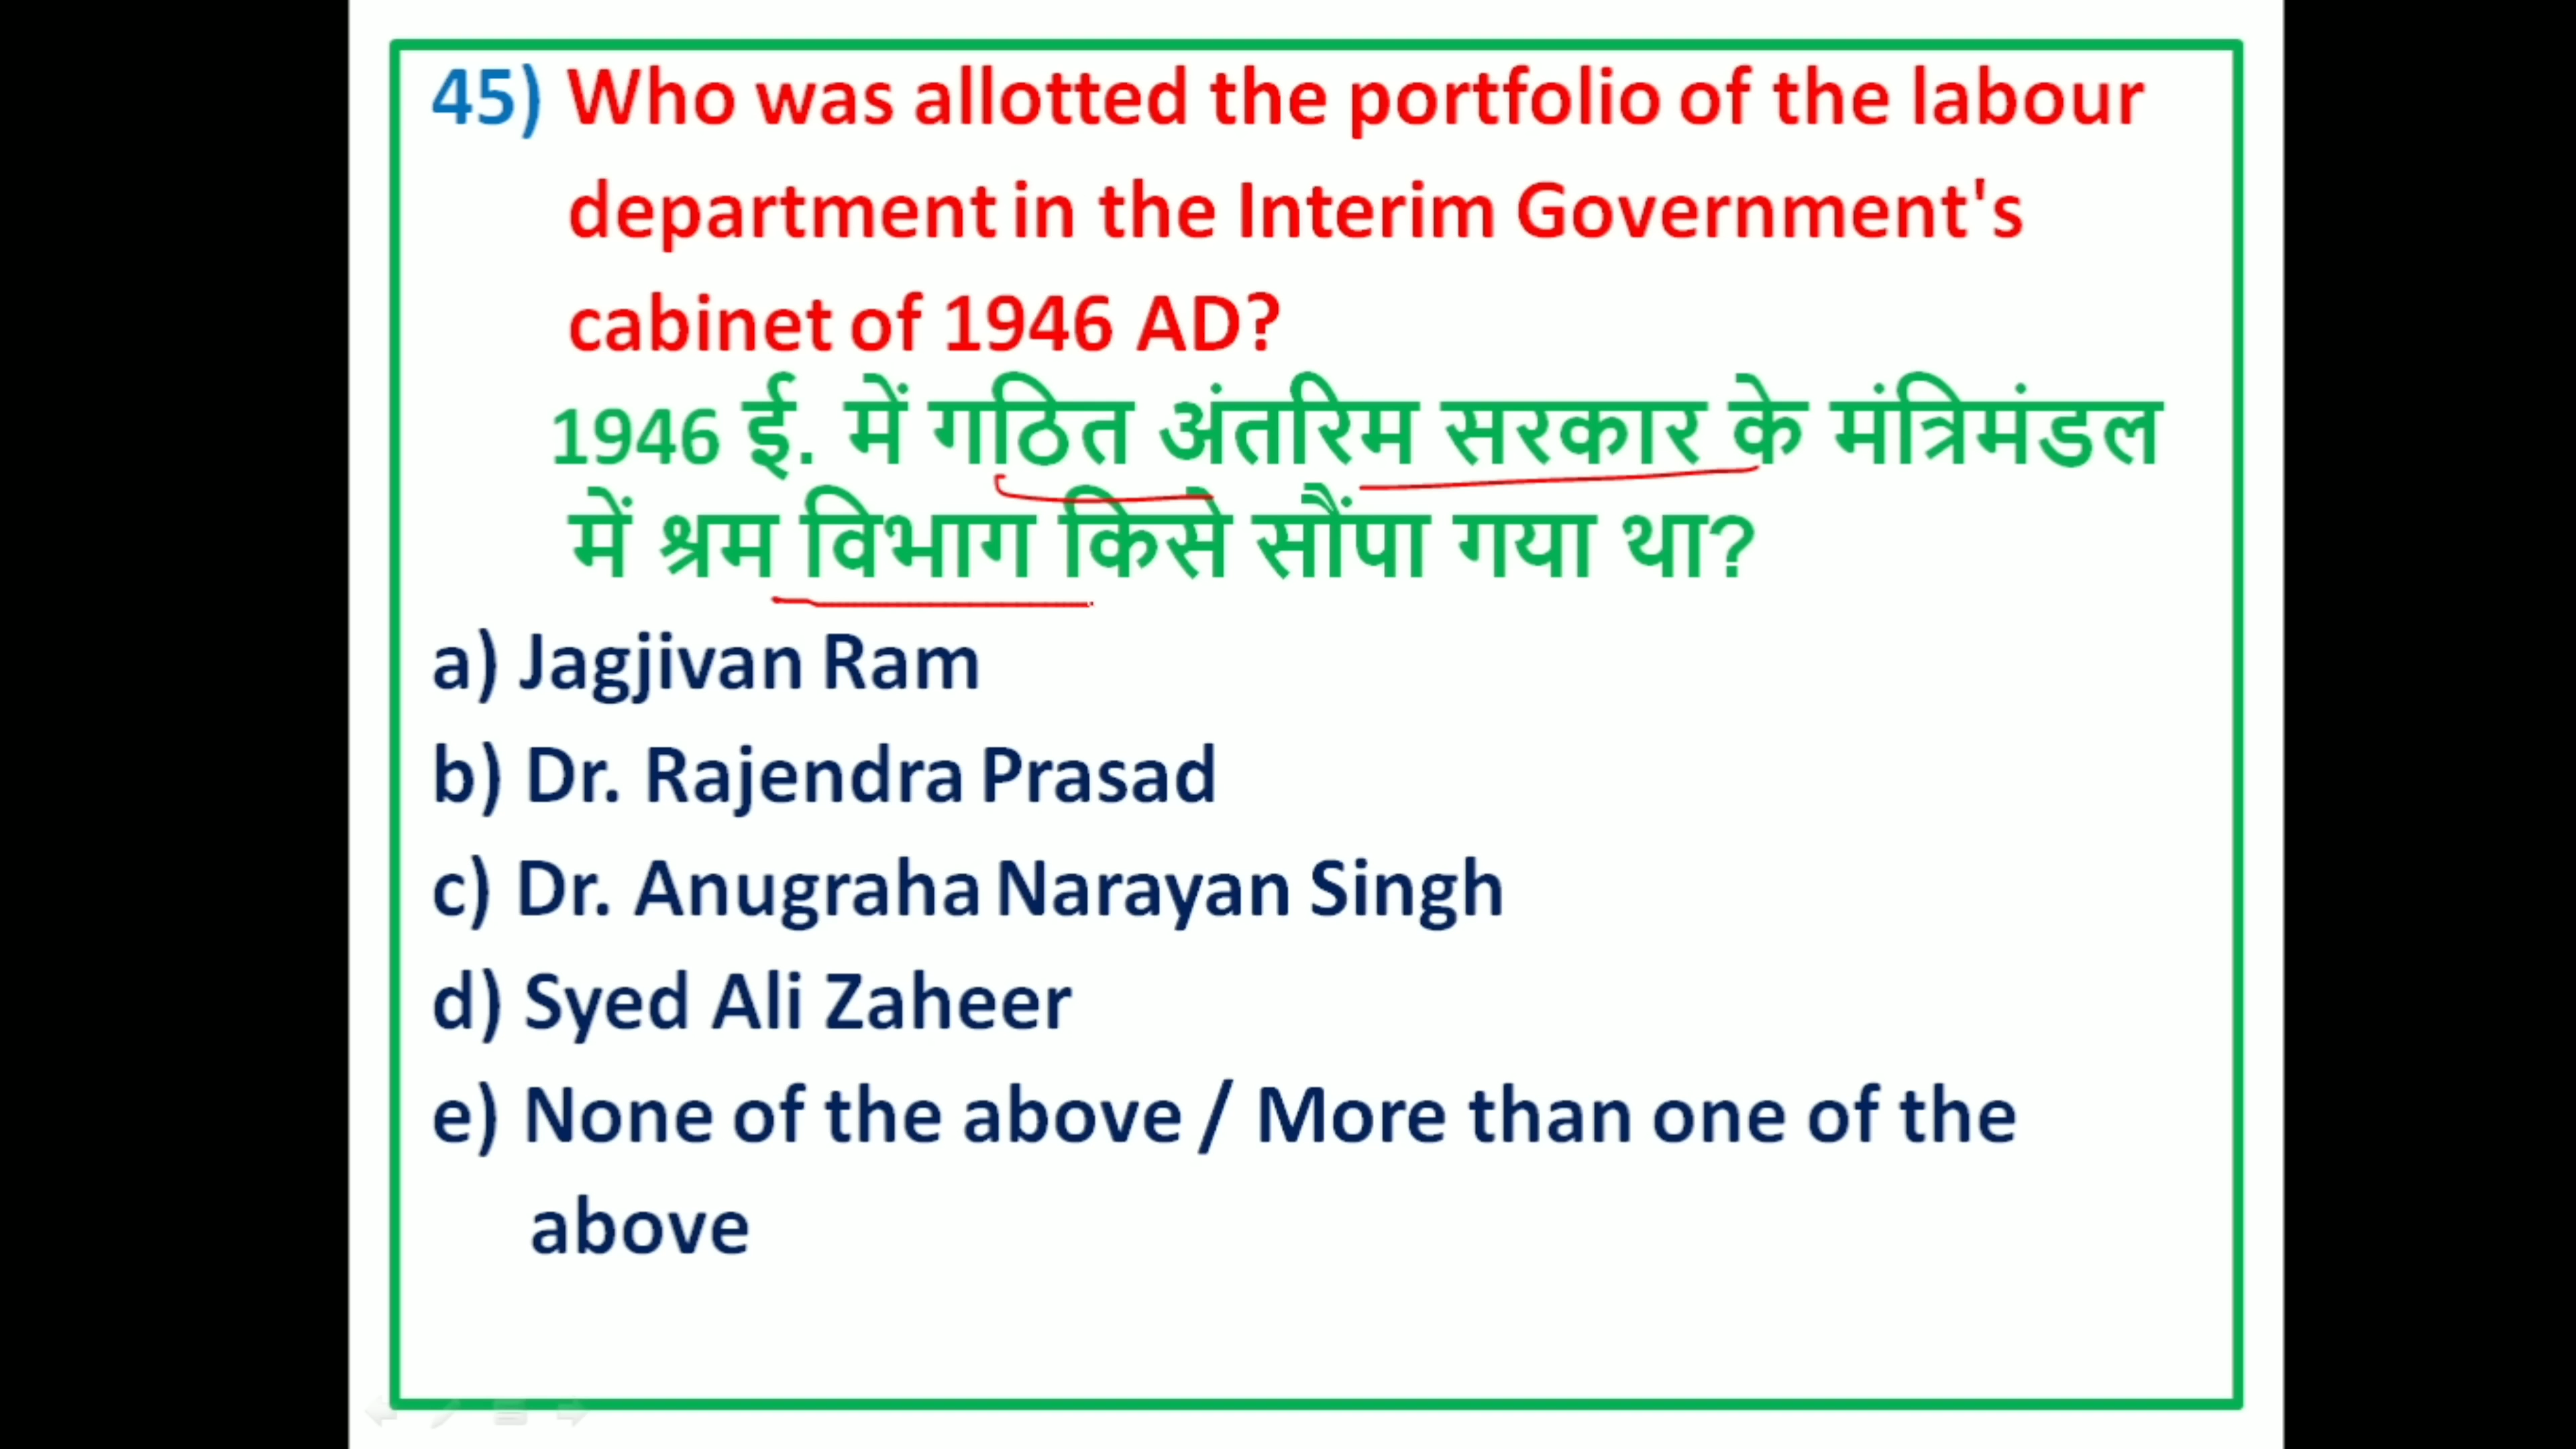 45) Who was allotted the portfolio of the labour
department in the Interim Government's
cabinet of 1946 AD?
1946 ई. में गठित अंतरिम सरकार के मंत्रिमंडल
में श्रम विभाग किसे सौंपा गया था?
a) Jagjivan Ram
b) Dr. Rajendra Prasad
c) Dr. Anugraha Narayan Singh
d) Syed Ali Zaheer
e) None of the above / More than one of the
above